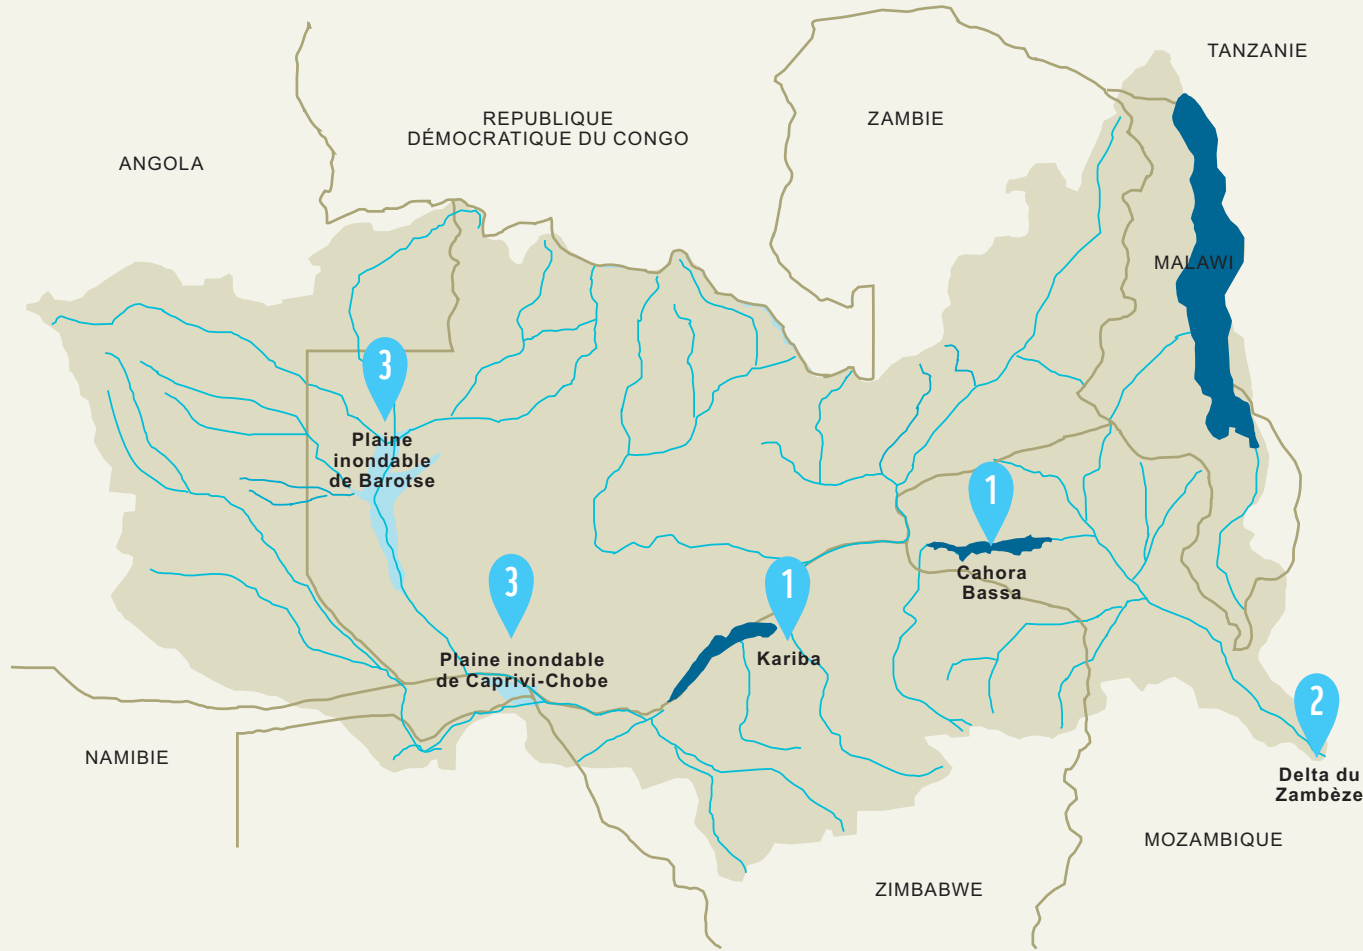 TANZANIE
REPUBLIQUE
DÉMOCRATIQUE DU CONGO
ZAMBIE
ANGOLA
MALAWI
3
Plaine
inondable
de Barotse
1
Cahora
Bassa
3
Plaine inondable
de Caprivi-Chobe
1
Kariba
2
Delta du
Zambèze
NAMIBIE
MOZAMBIQUE
ZIMBABWE